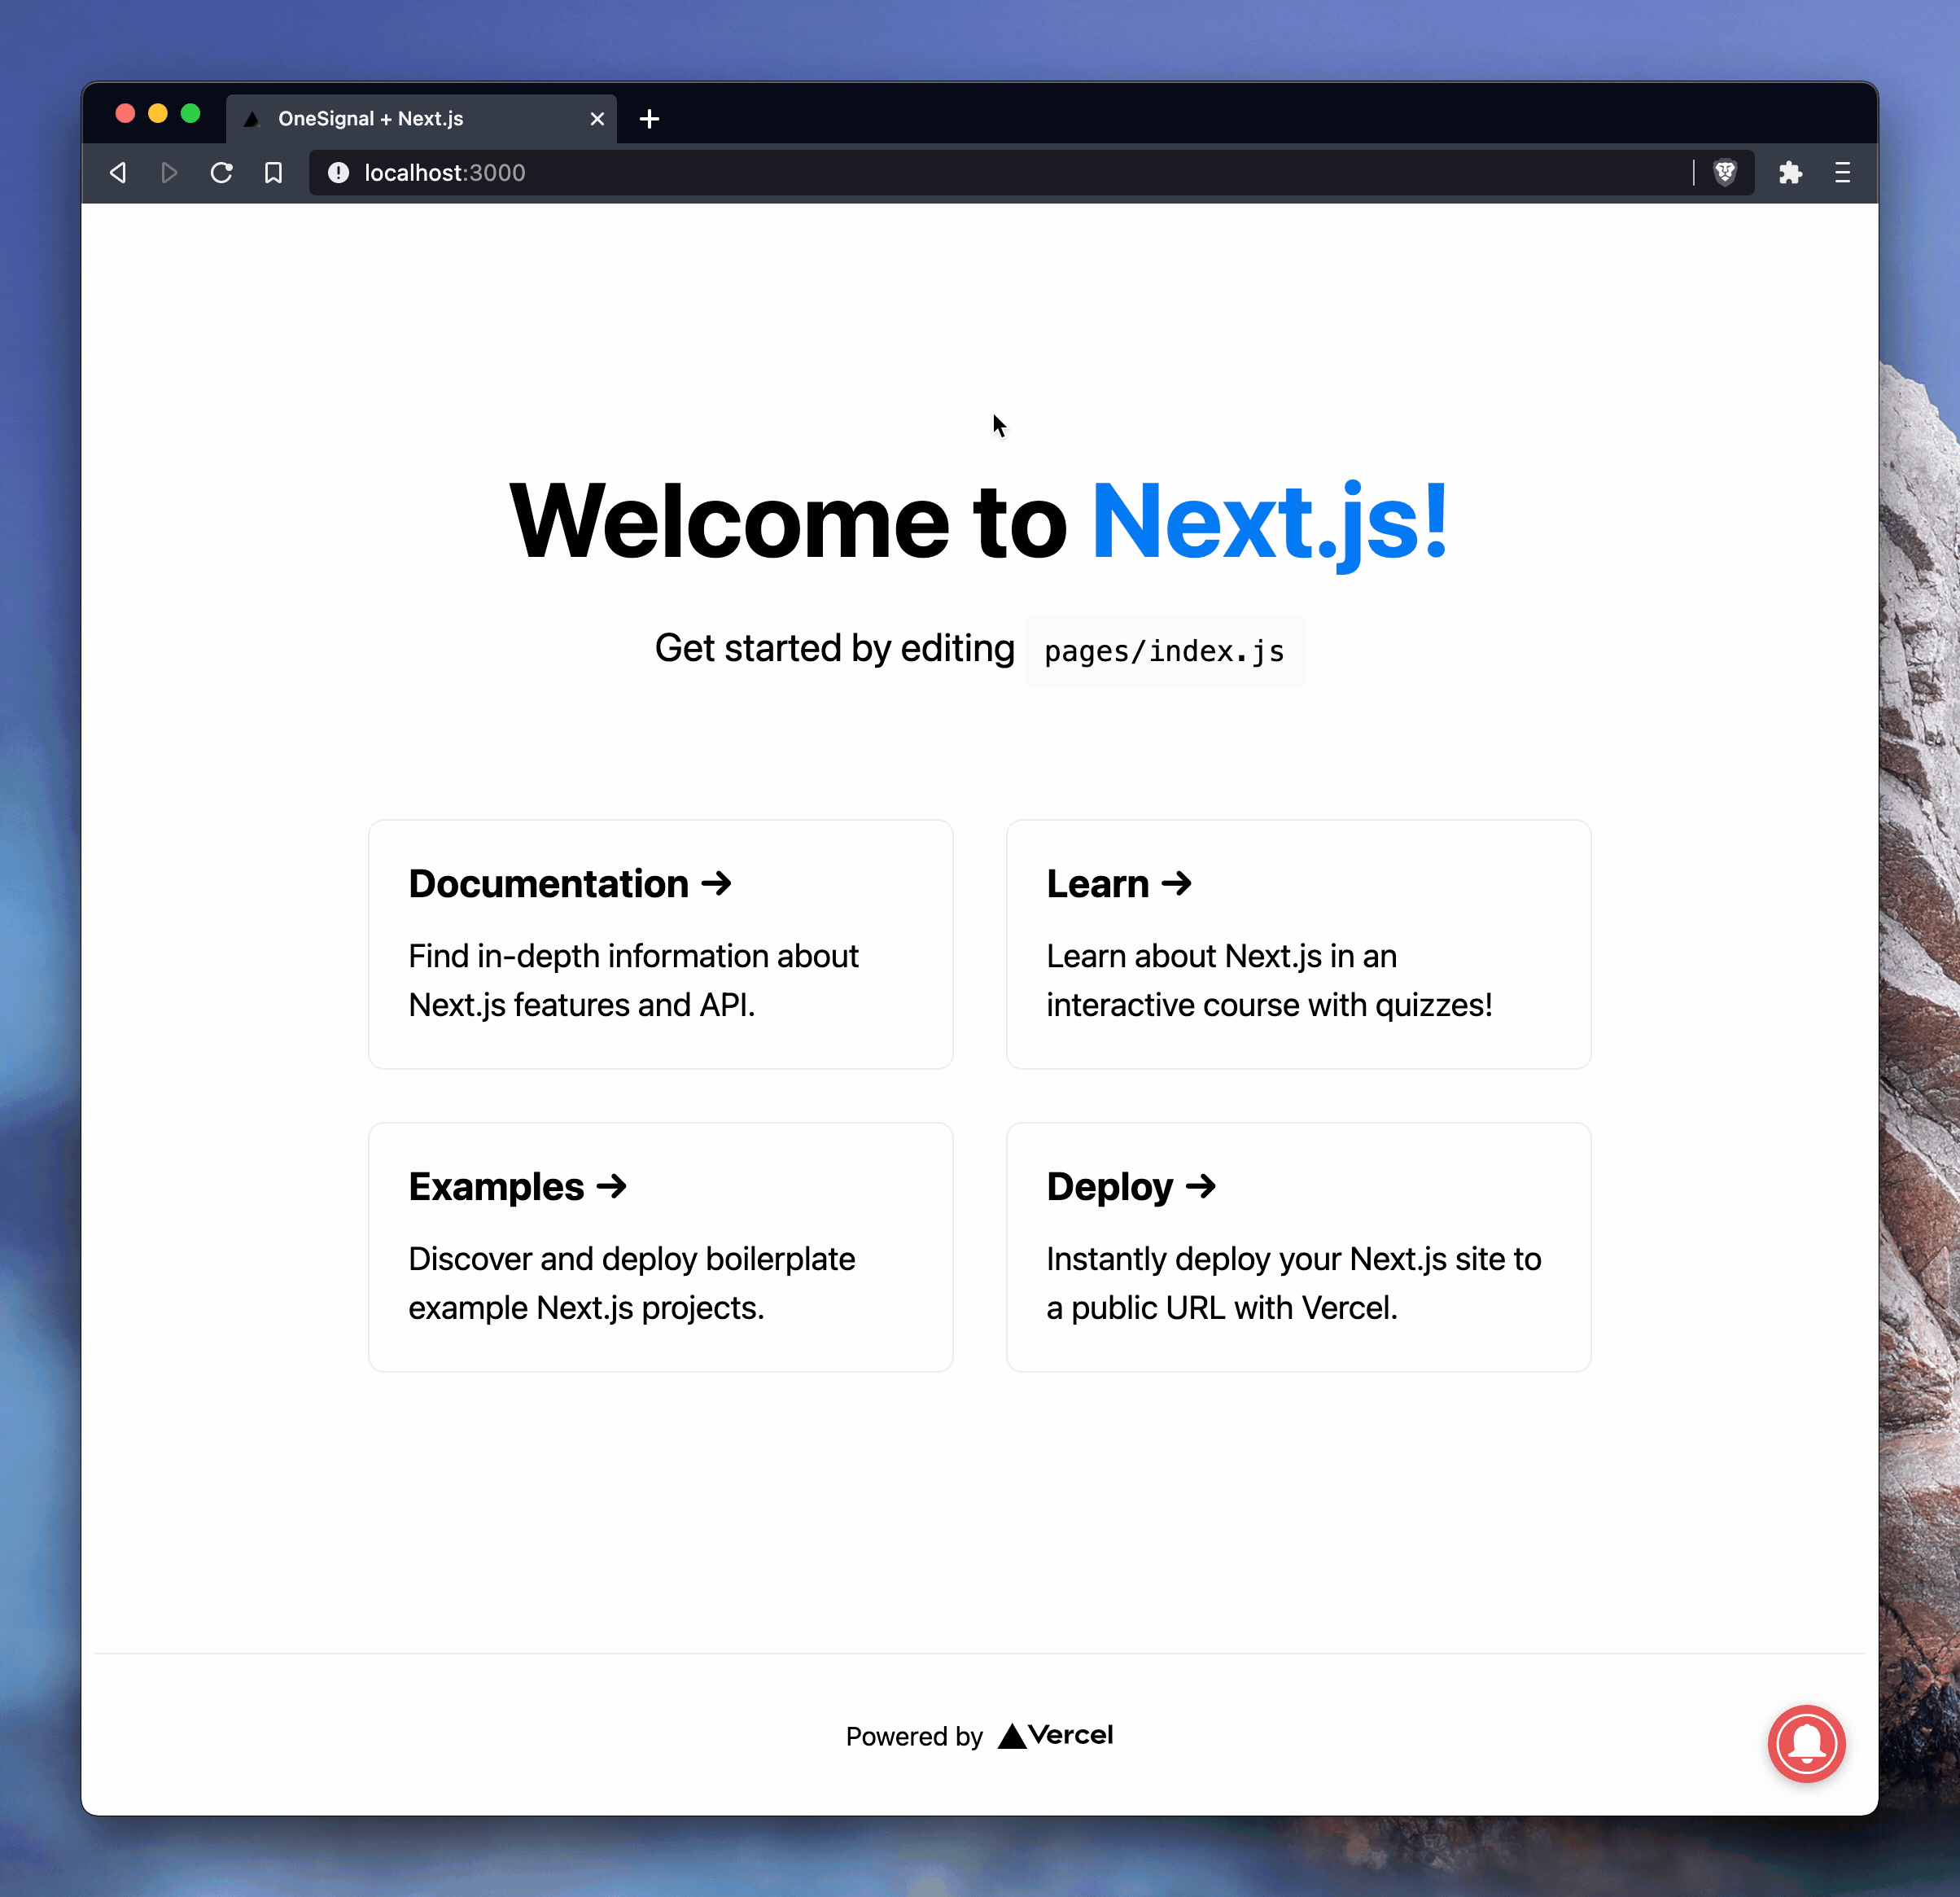 OneSignal + Next.js
localhost:3000
Welcome to Next.js!
Get started by editing pages/index.js
Documentation →
Find in-depth information about
Next.js features and API.
Learn →
Learn about Next.js in an
interactive course with quizzes!
Examples →
Discover and deploy boilerplate
example Next.js projects.
Deploy →
Instantly deploy your Next.js site to
a public URL with Vercel.
Powered by Vercel